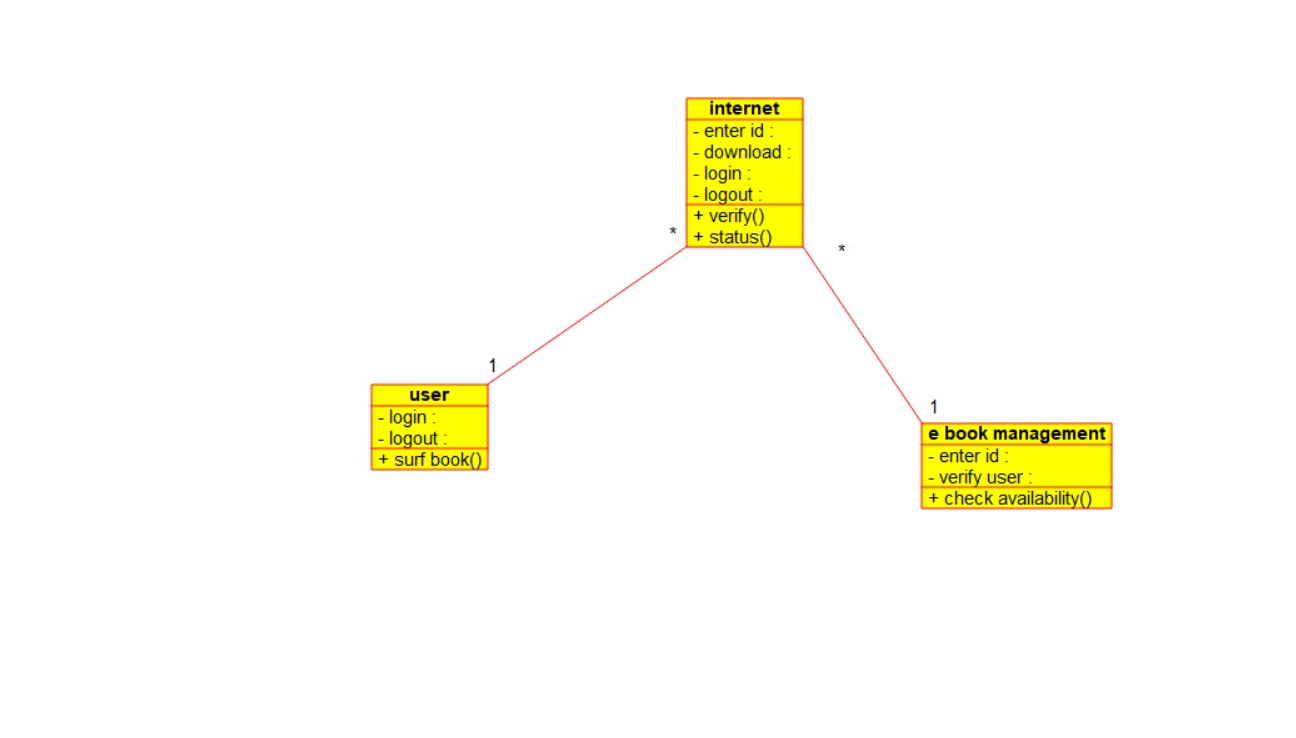 internet
- enter id :
- download :
- login :
- logout :
+ verify()
+ status()
*
*
1
user
- login :
- logout :
+ surf book()
1
e book management
- enter id :
- verify user :
+ check availability()